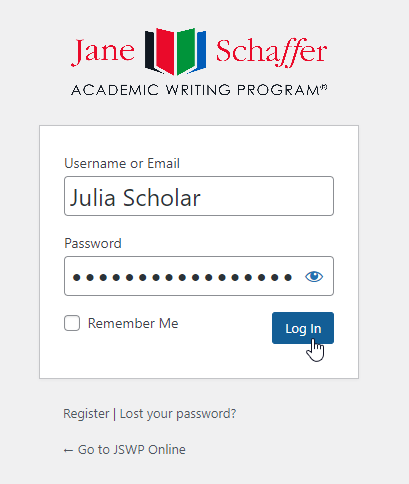 Jane Schaffer
ACADEMIC WRITING PROGRAM®
Username or Email
Julia Scholar
Password
●●●●●●●●●●●●●●●●●
Remember Me
Log In
Register | Lost your password?
← Go to JSWP Online